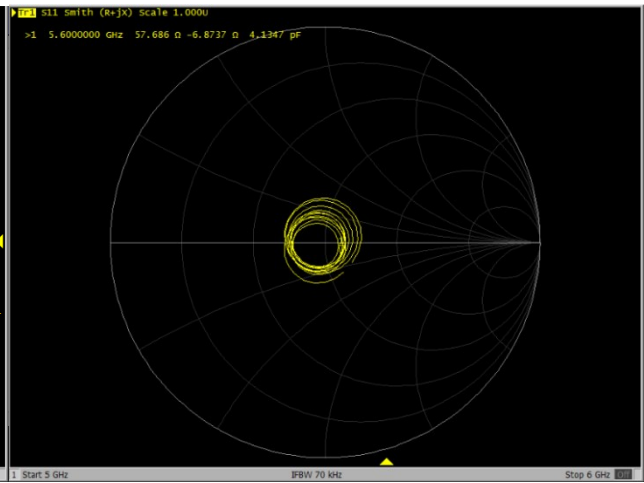 Tr1 S11 Smith (R+jX) Scale 1.000U
>1 5.6000000 GHz 57.686 Ω -6.8737 Ω 4.1347 pF
1 Start 5 GHz IFBW 70 kHz Stop 6 GHz Off